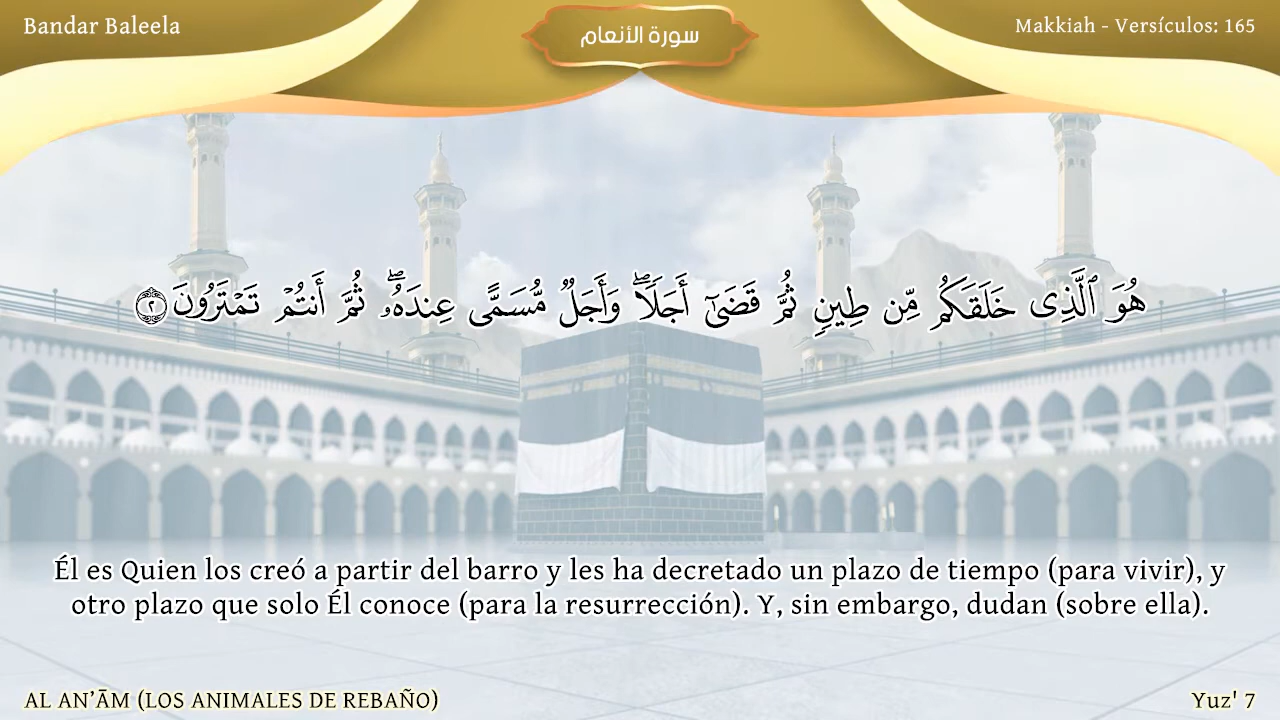 Bandar Baleela
سورة الأنعام
Makkiah - Versículos: 165
هُوَ ٱلَّذِى خَلَقَكُم مِّن طِينٍ ثُمَّ قَضَىٰٓ أَجَلًا ۖ وَأَجَلٌ مُّسَمًّى عِندَهُۥ ۖ ثُمَّ أَنتُمْ تَمْتَرُونَ ٢
Él es Quien los creó a partir del barro y les ha decretado un plazo de tiempo (para vivir), y
otro plazo que solo Él conoce (para la resurrección). Y, sin embargo, dudan (sobre ella).
AL AN’ĀM (LOS ANIMALES DE REBAÑO)
Yuz' 7